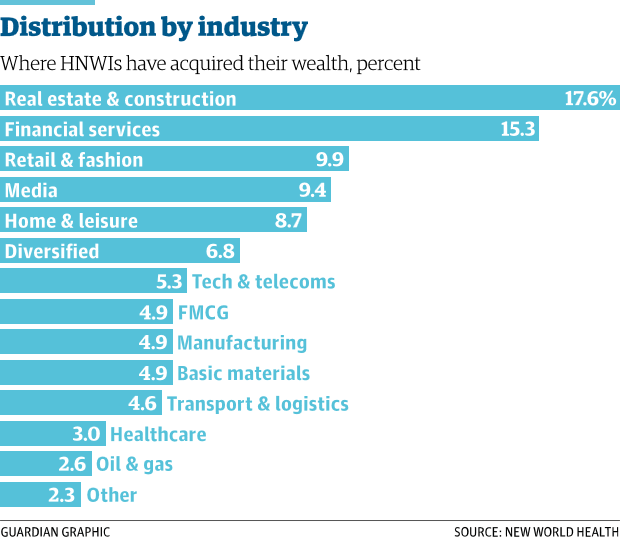 Distribution by industry
Where HNWIs have acquired their wealth, percent
Real estate & construction 17.6%
Financial services 15.3
Retail & fashion 9.9
Media 9.4
Home & leisure 8.7
Diversified 6.8
5.3 Tech & telecoms
4.9 FMCG
4.9 Manufacturing
4.9 Basic materials
4.6 Transport & logistics
3.0 Healthcare
2.6 Oil & gas
2.3 Other
GUARDIAN GRAPHIC SOURCE: NEW WORLD HEALTH